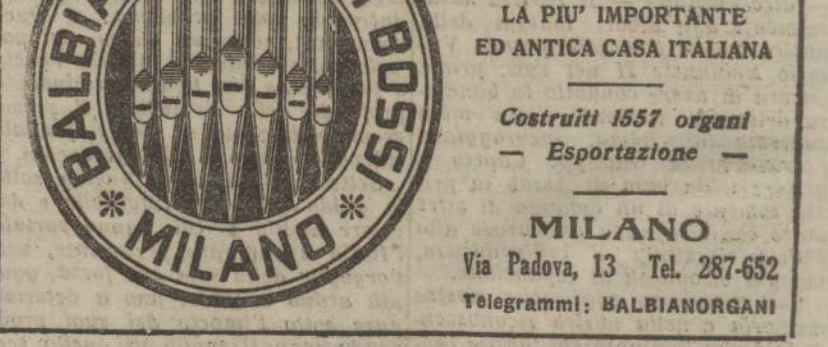 BALBIA
I BOSSI
* MILANO *
LA PIU' IMPORTANTE
ED ANTICA CASA ITALIANA
Costruiti 1557 organi
— Esportazione —
MILANO
Via Padova, 13 Tel. 287-652
Telegrammi: BALBIANORGANI